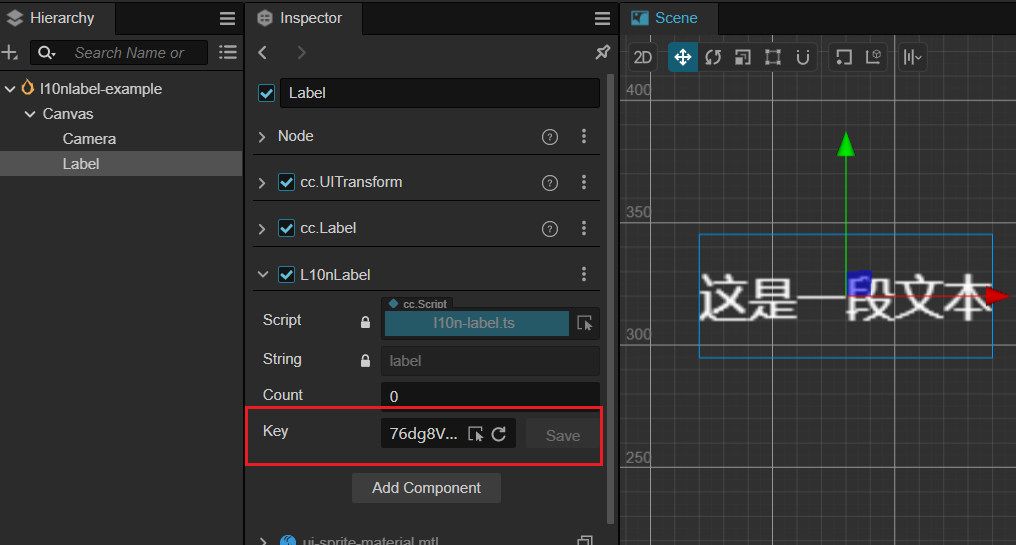 Hierarchy
Search Name or
l10nlabel-example
Canvas
Camera
Label
Inspector
Label
Node
cc.UITransform
cc.Label
L10nLabel
cc.Script
Script
l10n-label.ts
String
label
Count
0
Key
76dg8V...
Save
Add Component
ui-sprite-material.mtl
Scene
2D
400
350
这是一段文本
300
250